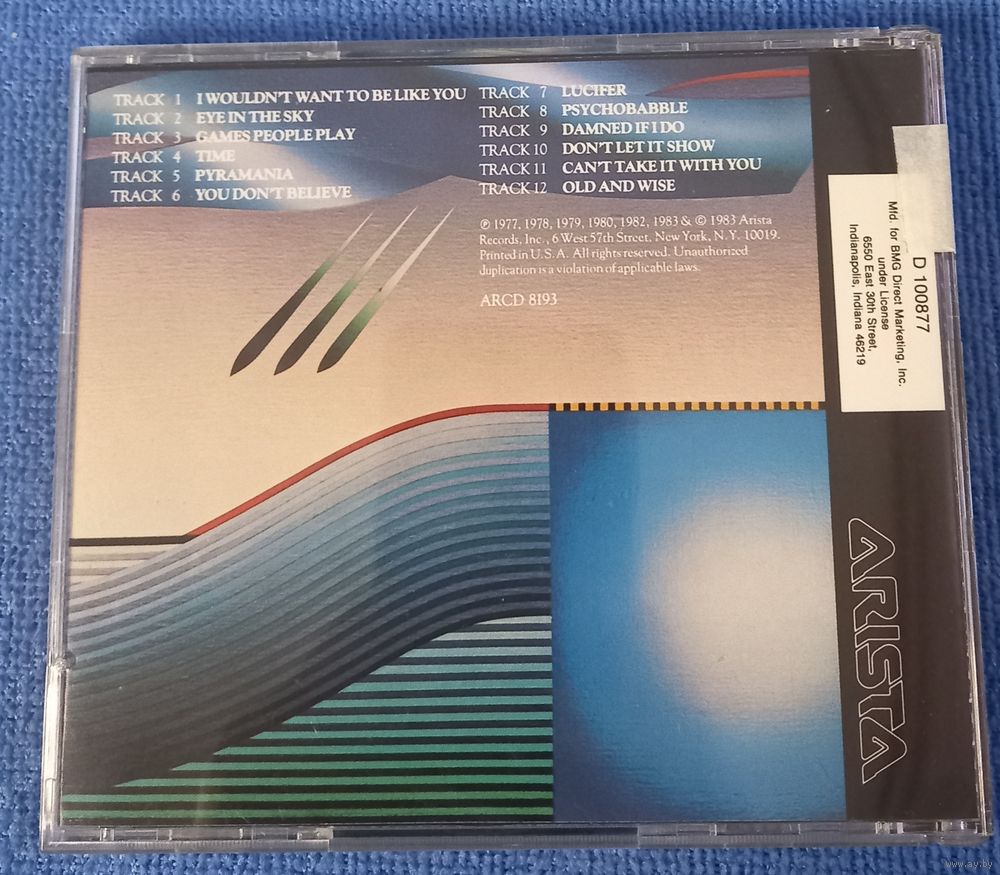 TRACK 1 I WOULDN'T WANT TO BE LIKE YOU
TRACK 2 EYE IN THE SKY
TRACK 3 GAMES PEOPLE PLAY
TRACK 4 TIME
TRACK 5 PYRAMANIA
TRACK 6 YOU DON'T BELIEVE
TRACK 7 LUCIFER
TRACK 8 PSYCHOBABBLE
TRACK 9 DAMNED IF I DO
TRACK 10 DON'T LET IT SHOW
TRACK 11 CAN'T TAKE IT WITH YOU
TRACK 12 OLD AND WISE
℗ 1977, 1978, 1979, 1980, 1982, 1983 & © 1983 Arista
Records, Inc., 6 West 57th Street, New York, N.Y. 10019.
Printed in U.S.A. All rights reserved. Unauthorized
duplication is a violation of applicable laws.
ARCD 8193
D 100877
Mfd. for BMG Direct Marketing, Inc.
under License
6550 East 30th Street,
Indianapolis, Indiana 46219
ARISTA
www.ay.by